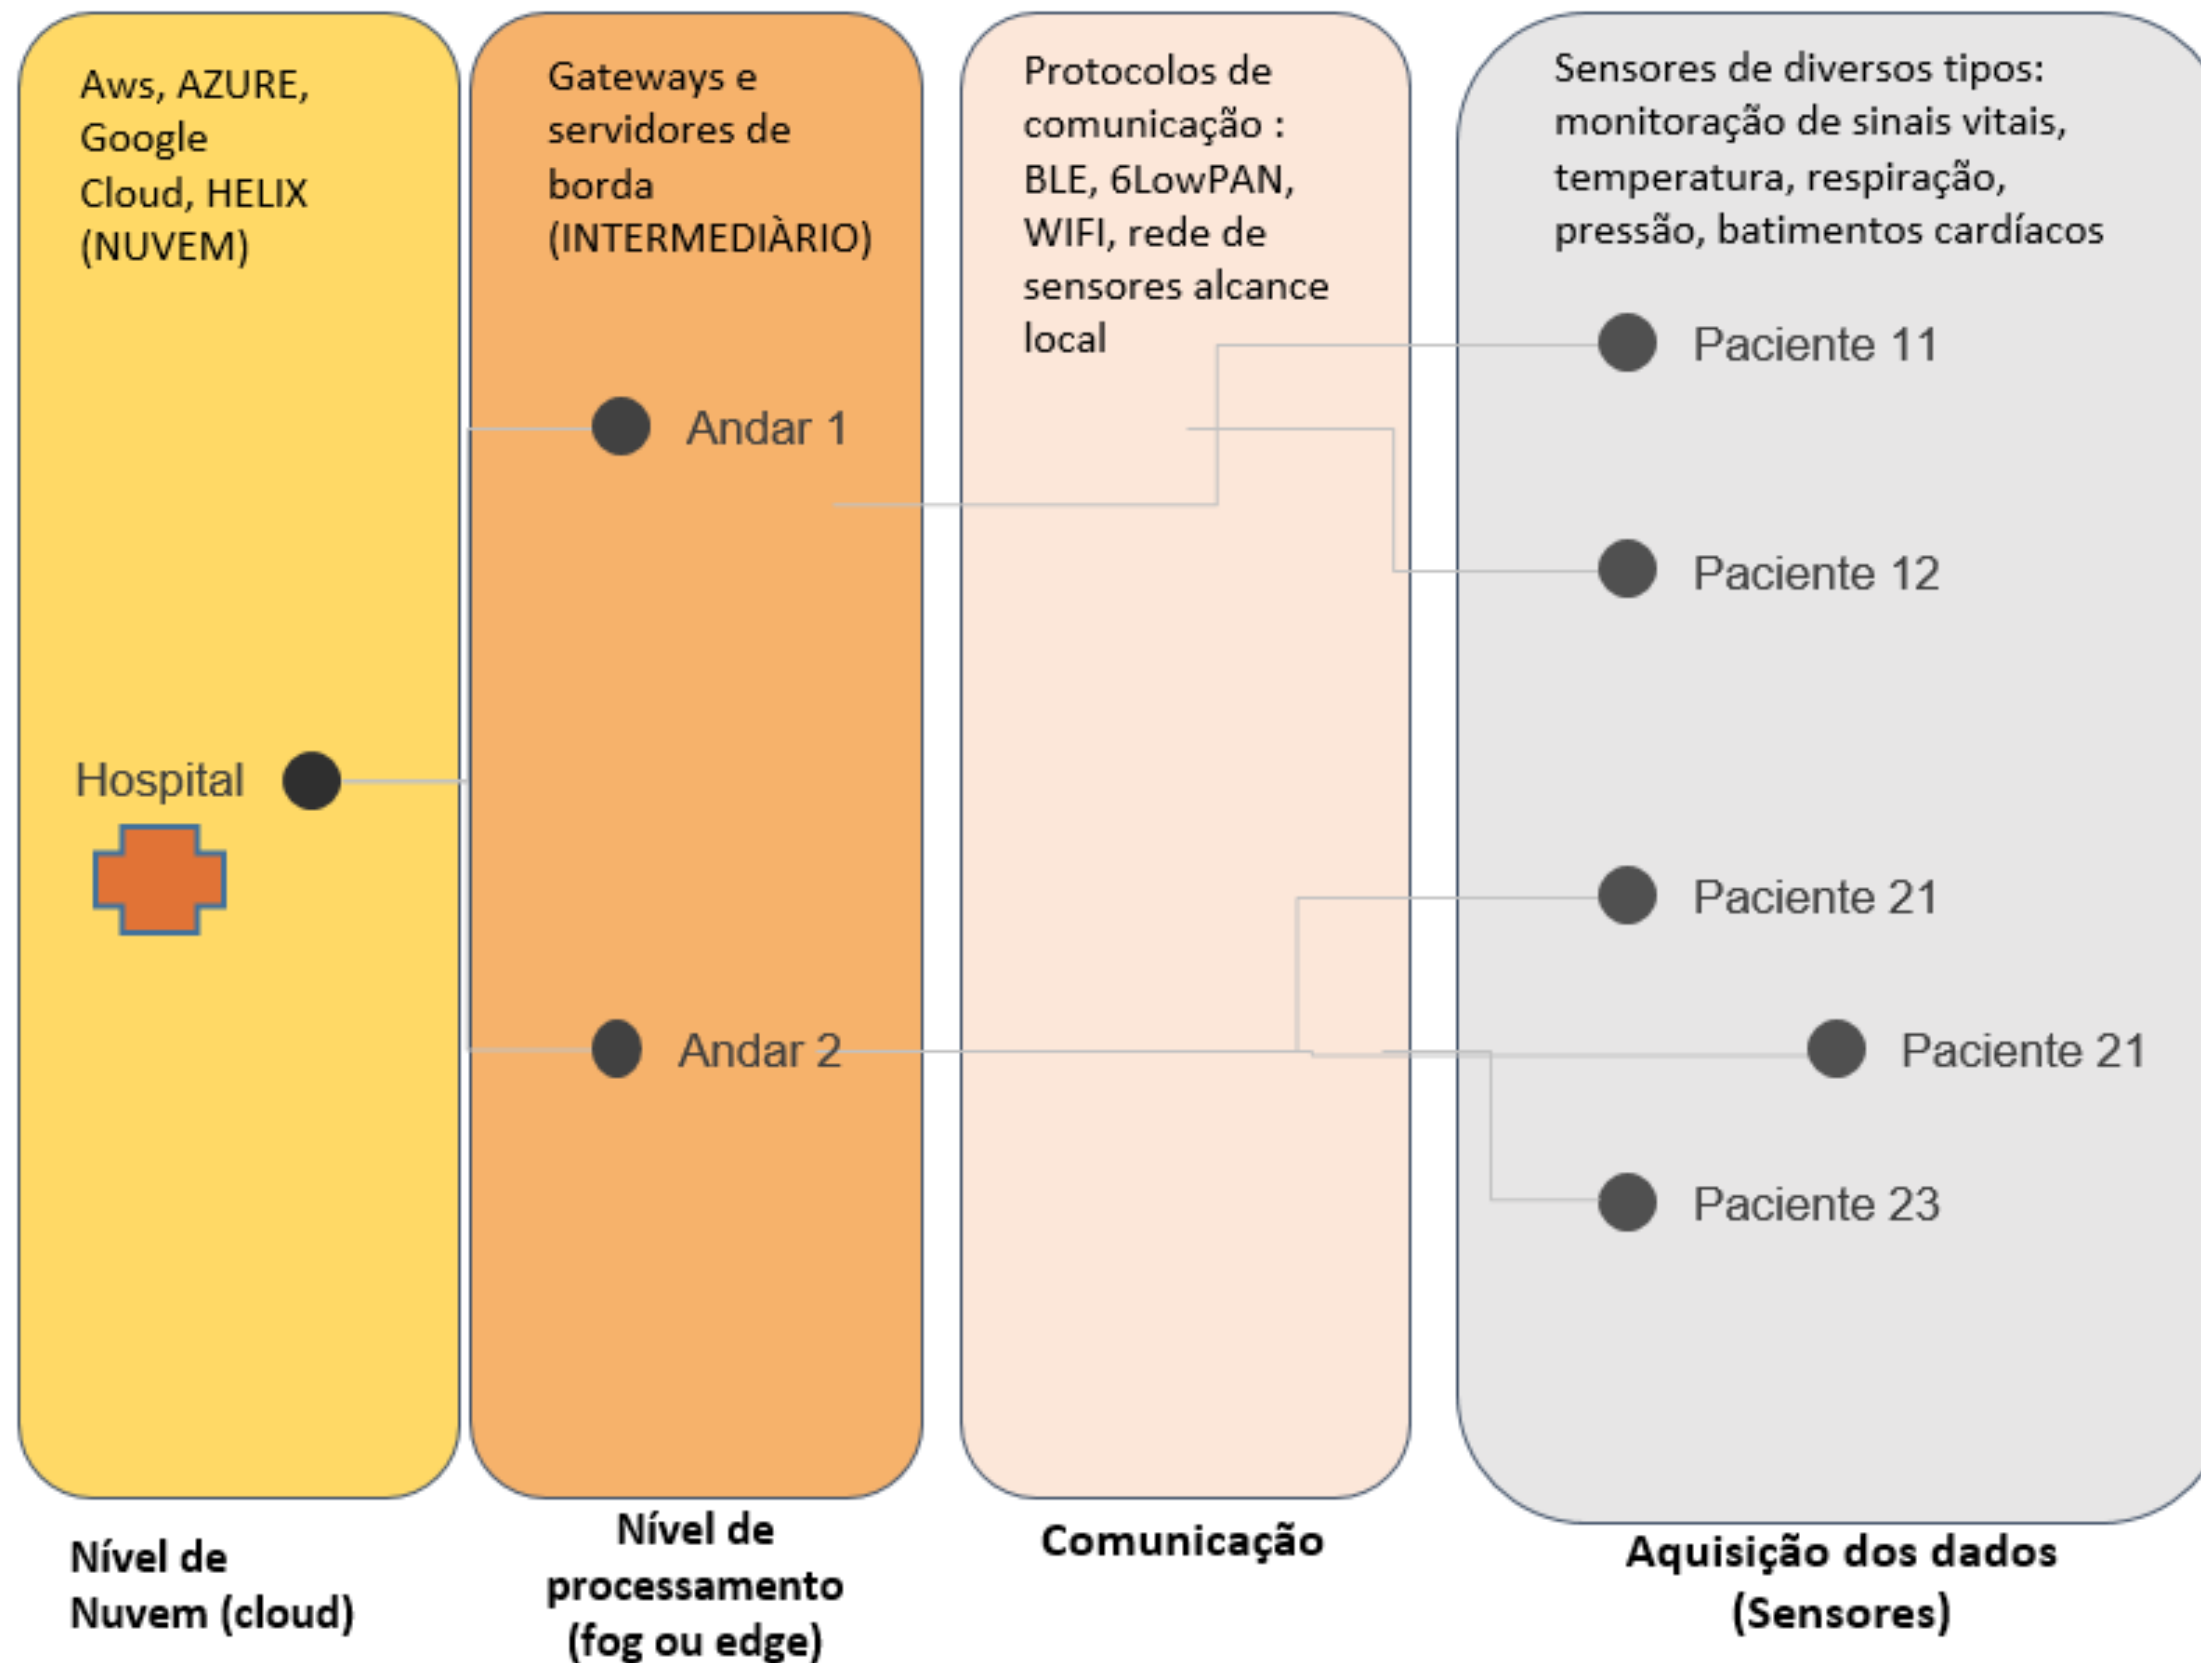 Aws, AZURE,
Google
Cloud, HELIX
(NUVEM)
Hospital
Nível de
Nuvem (cloud)
Gateways e
servidores de
borda
(INTERMEDIÀRIO)
Andar 1
Andar 2
Nível de
processamento
(fog ou edge)
Protocolos de
comunicação :
BLE, 6LowPAN,
WIFI, rede de
sensores alcance
local
Comunicação
Sensores de diversos tipos:
monitoração de sinais vitais,
temperatura, respiração,
pressão, batimentos cardíacos
Paciente 11
Paciente 12
Paciente 21
Paciente 21
Paciente 23
Aquisição dos dados
(Sensores)